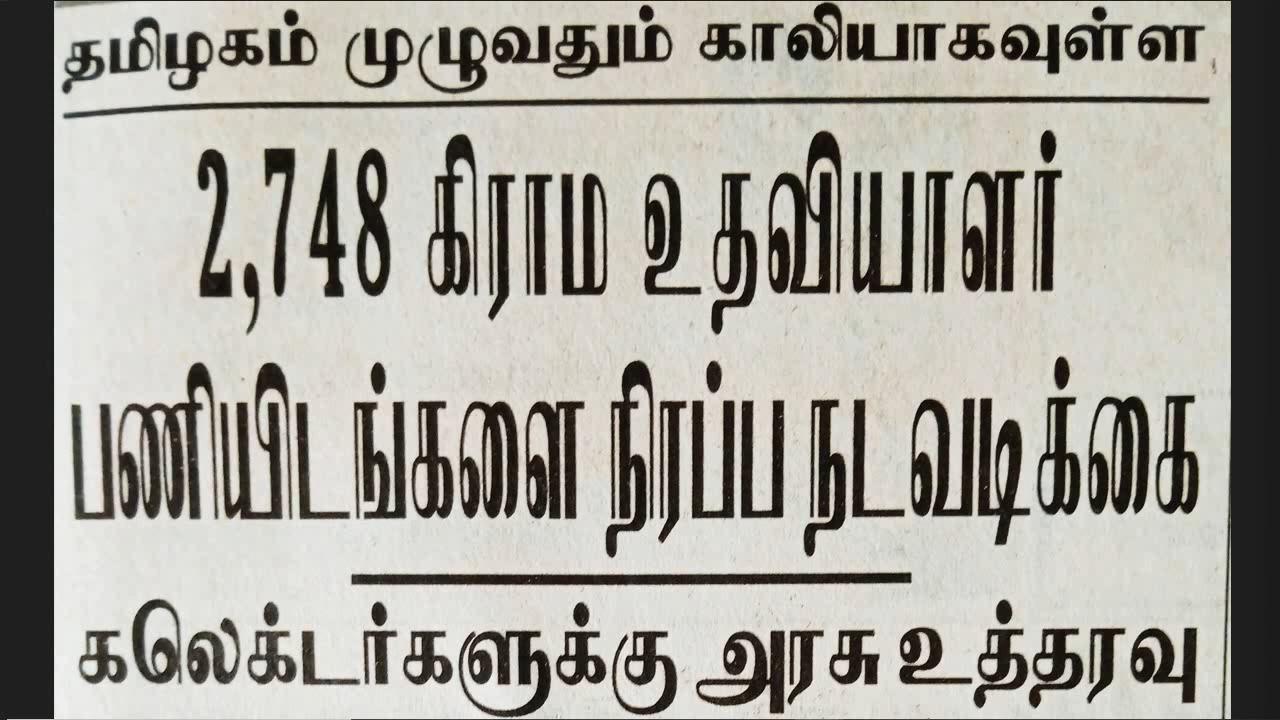 தமிழகம் முழுவதும் காலியாகவுள்ள
2,748 கிராம உதவியாளர்
பணியிடங்களை நிரப்ப நடவடிக்கை
கலெக்டர்களுக்கு அரசு உத்தரவு